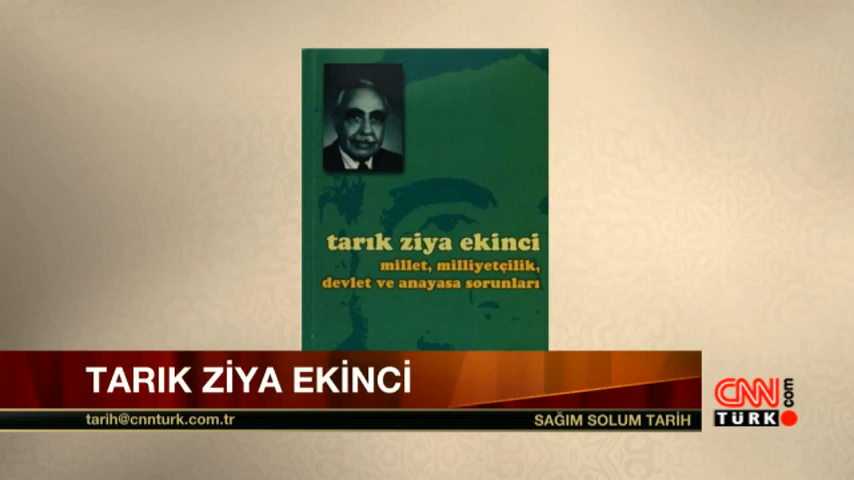 tarık ziya ekinci
millet, milliyetçilik,
devlet ve anayasa sorunları
TARIK ZİYA EKİNCİ
tarih@cnnturk.com.tr
SAĞIM SOLUM TARİH
CNN
TÜRK
.com